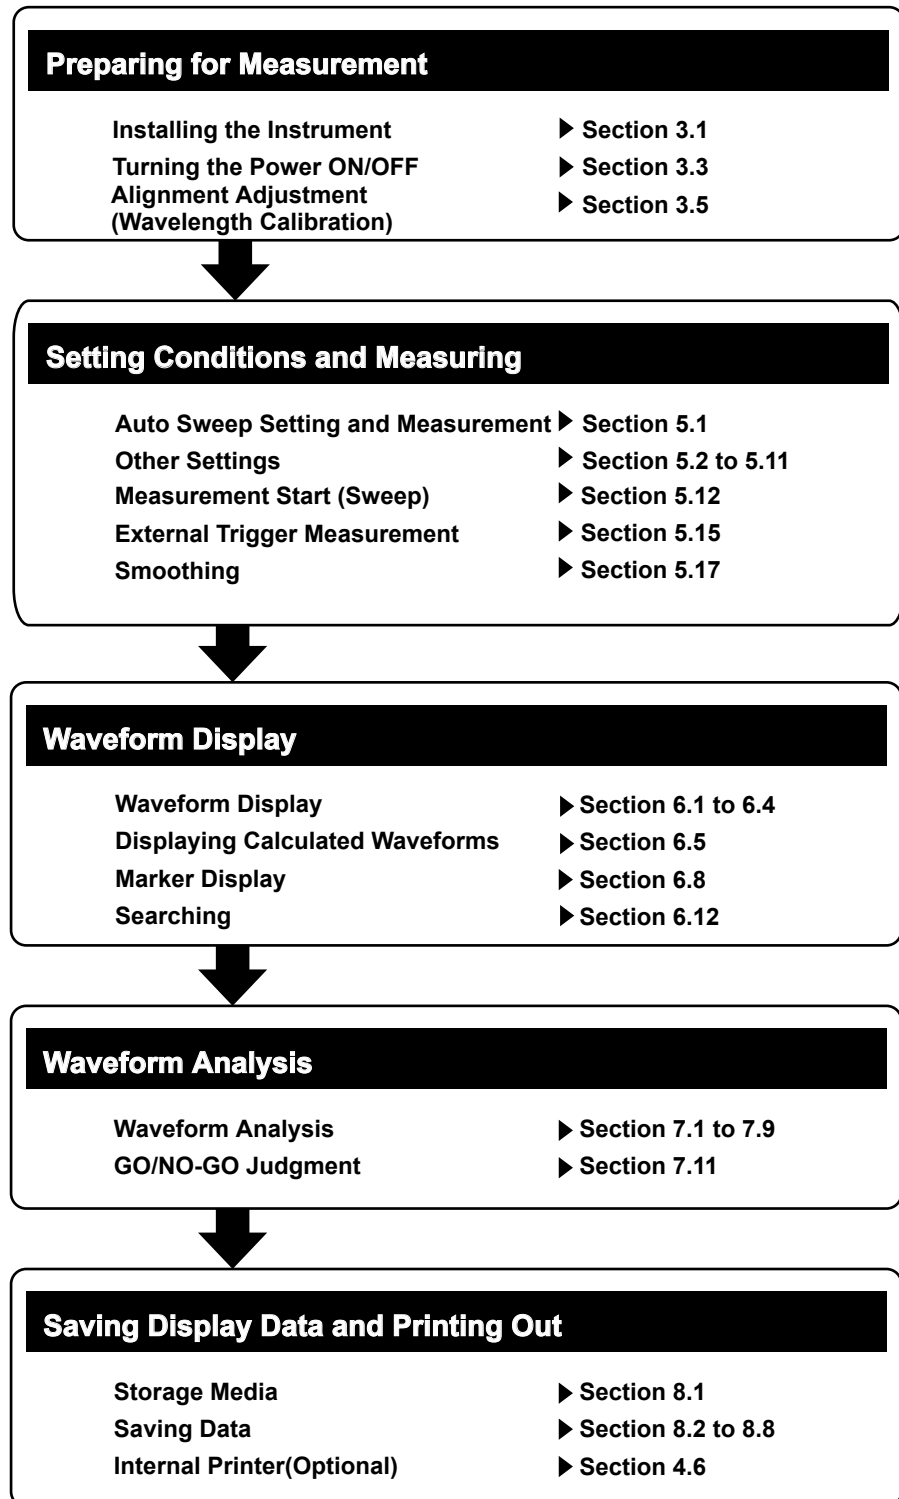 Preparing for Measurement
Installing the Instrument Section 3.1
Turning the Power ON/OFF Section 3.3
Alignment Adjustment
(Wavelength Calibration) Section 3.5
Setting Conditions and Measuring
Auto Sweep Setting and Measurement Section 5.1
Other Settings Section 5.2 to 5.11
Measurement Start (Sweep) Section 5.12
External Trigger Measurement Section 5.15
Smoothing Section 5.17
Waveform Display
Waveform Display Section 6.1 to 6.4
Displaying Calculated Waveforms Section 6.5
Marker Display Section 6.8
Searching Section 6.12
Waveform Analysis
Waveform Analysis Section 7.1 to 7.9
GO/NO-GO Judgment Section 7.11
Saving Display Data and Printing Out
Storage Media Section 8.1
Saving Data Section 8.2 to 8.8
Internal Printer(Optional) Section 4.6